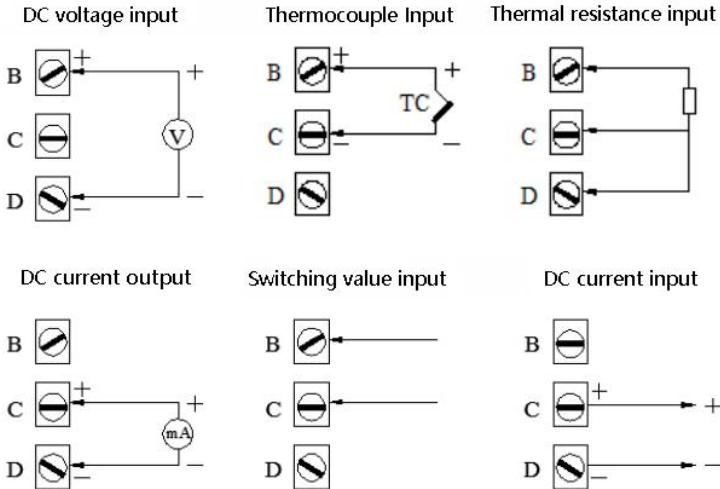 DC voltage input
B + +
C V
D – –
Thermocouple Input
B + +
TC
C – –
D
Thermal resistance input
B
C
D
DC current output
B
C + +
mA
D – –
Switching value input
B
C
D
DC current input
B
C + +
D – –